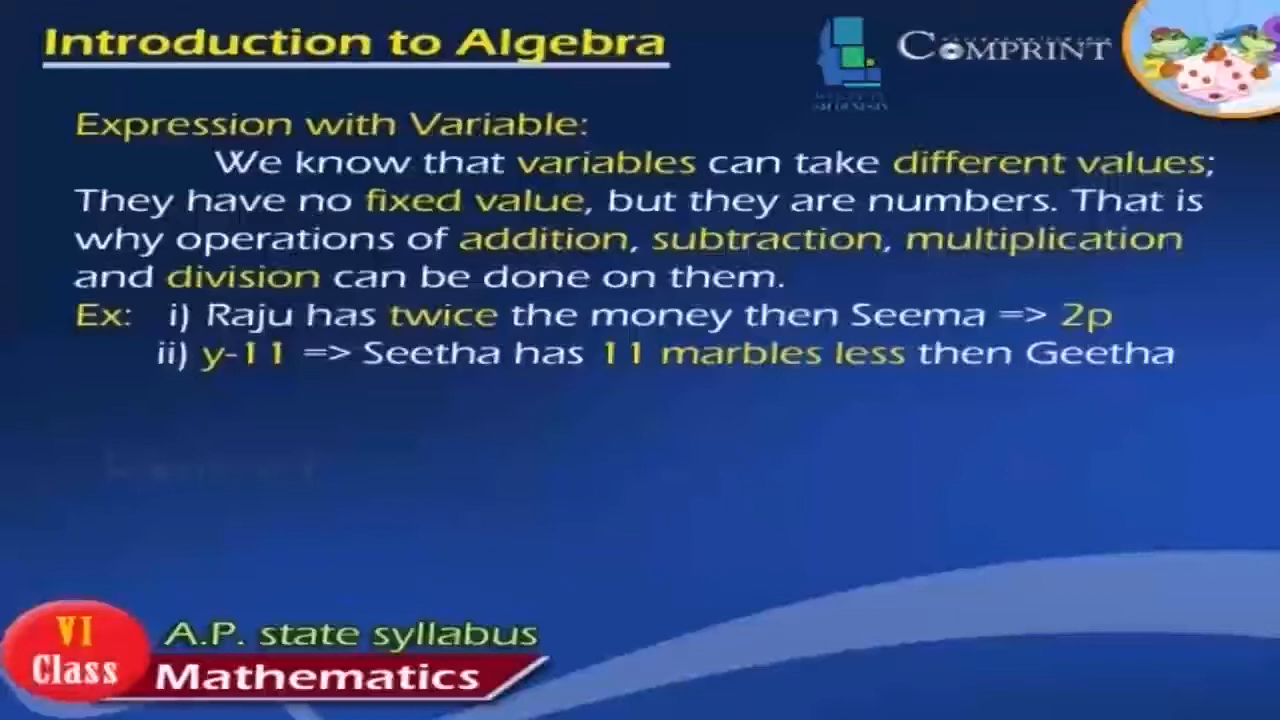 Introduction to Algebra
COMPRINT
Expression with Variable:
We know that variables can take different values;
They have no fixed value, but they are numbers. That is
why operations of addition, subtraction, multiplication
and division can be done on them.
Ex: i) Raju has twice the money then Seema => 2p
ii) y-11 => Seetha has 11 marbles less then Geetha
VI
Class
A.P. state syllabus
Mathematics